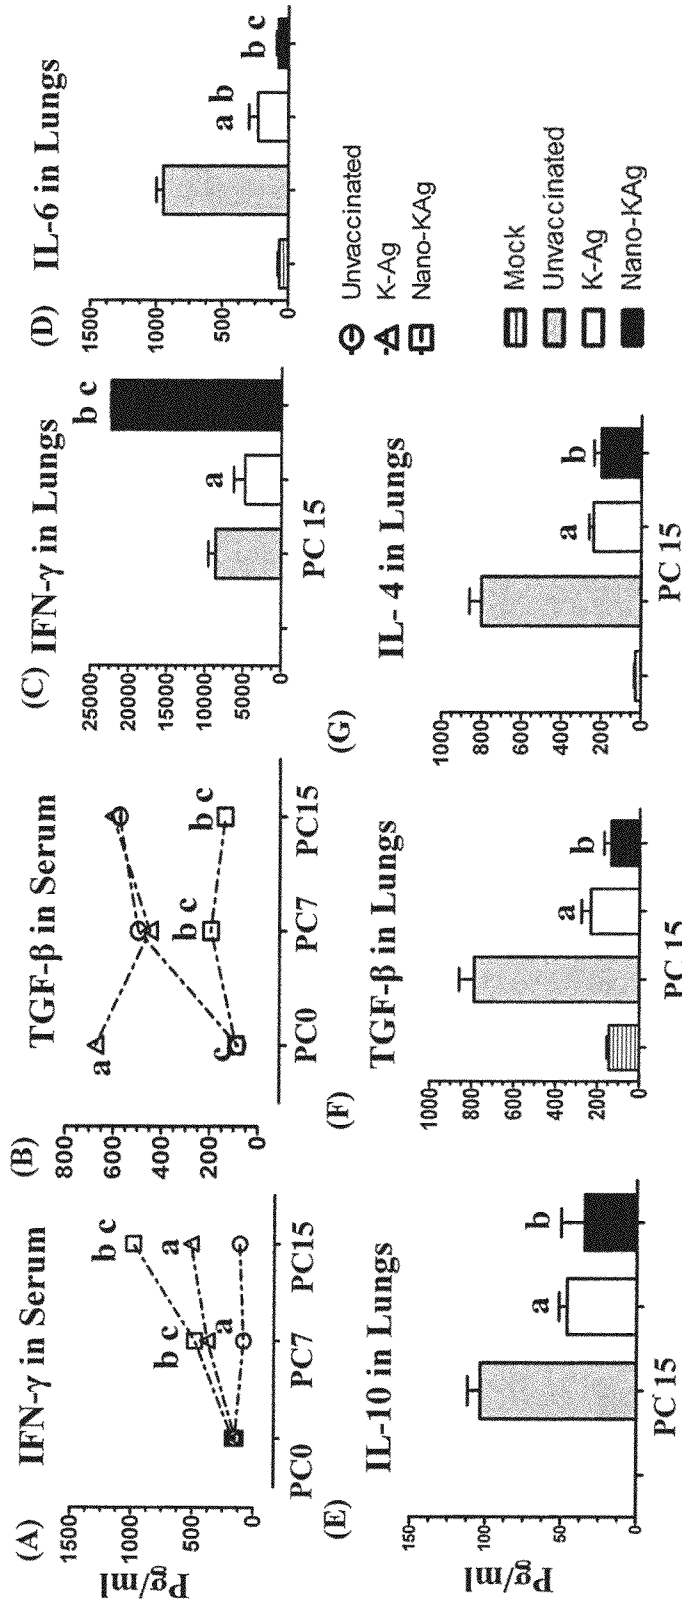 (A) IFN-γ in Serum
Pg/ml
1500
1000
500
0
b c
b c
a
a
PC0 PC7 PC15
(B) TGF-β in Serum
800
600
400
200
0
a
c
b c
b c
PC0 PC7 PC15
(C) IFN-γ in Lungs
25000
20000
15000
10000
5000
0
a
b c
PC 15
(D) IL-6 in Lungs
1500
1000
500
0
a b
b c
Unvaccinated
K-Ag
Nano-KAg
(E) IL-10 in Lungs
Pg/ml
150
100
50
0
a
b
PC 15
(F) TGF-β in Lungs
1000
800
600
400
200
0
a
b
PC 15
(G) IL- 4 in Lungs
1000
800
600
400
200
0
a
b
PC 15
Mock
Unvaccinated
K-Ag
Nano-KAg